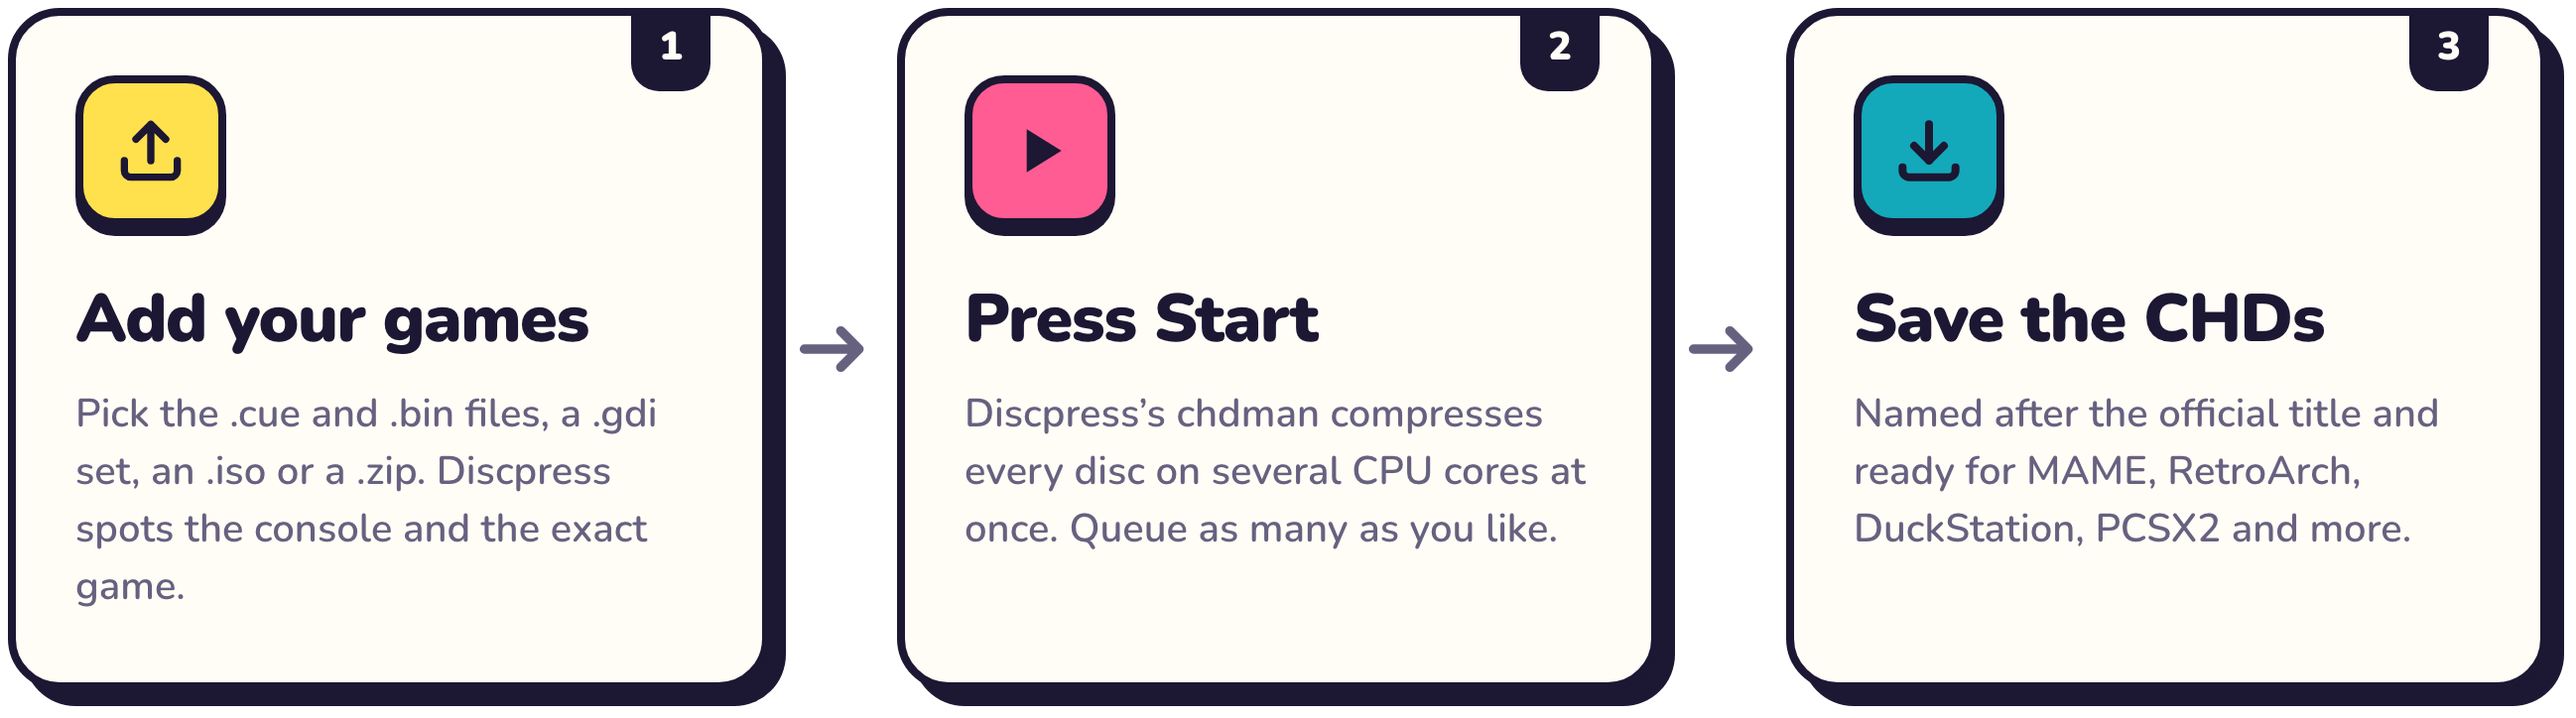 1
Add your games
Pick the .cue and .bin files, a .gdi
set, an .iso or a .zip. Discpress
spots the console and the exact
game.
2
Press Start
Discpress’s chdman compresses
every disc on several CPU cores at
once. Queue as many as you like.
3
Save the CHDs
Named after the official title and
ready for MAME, RetroArch,
DuckStation, PCSX2 and more.